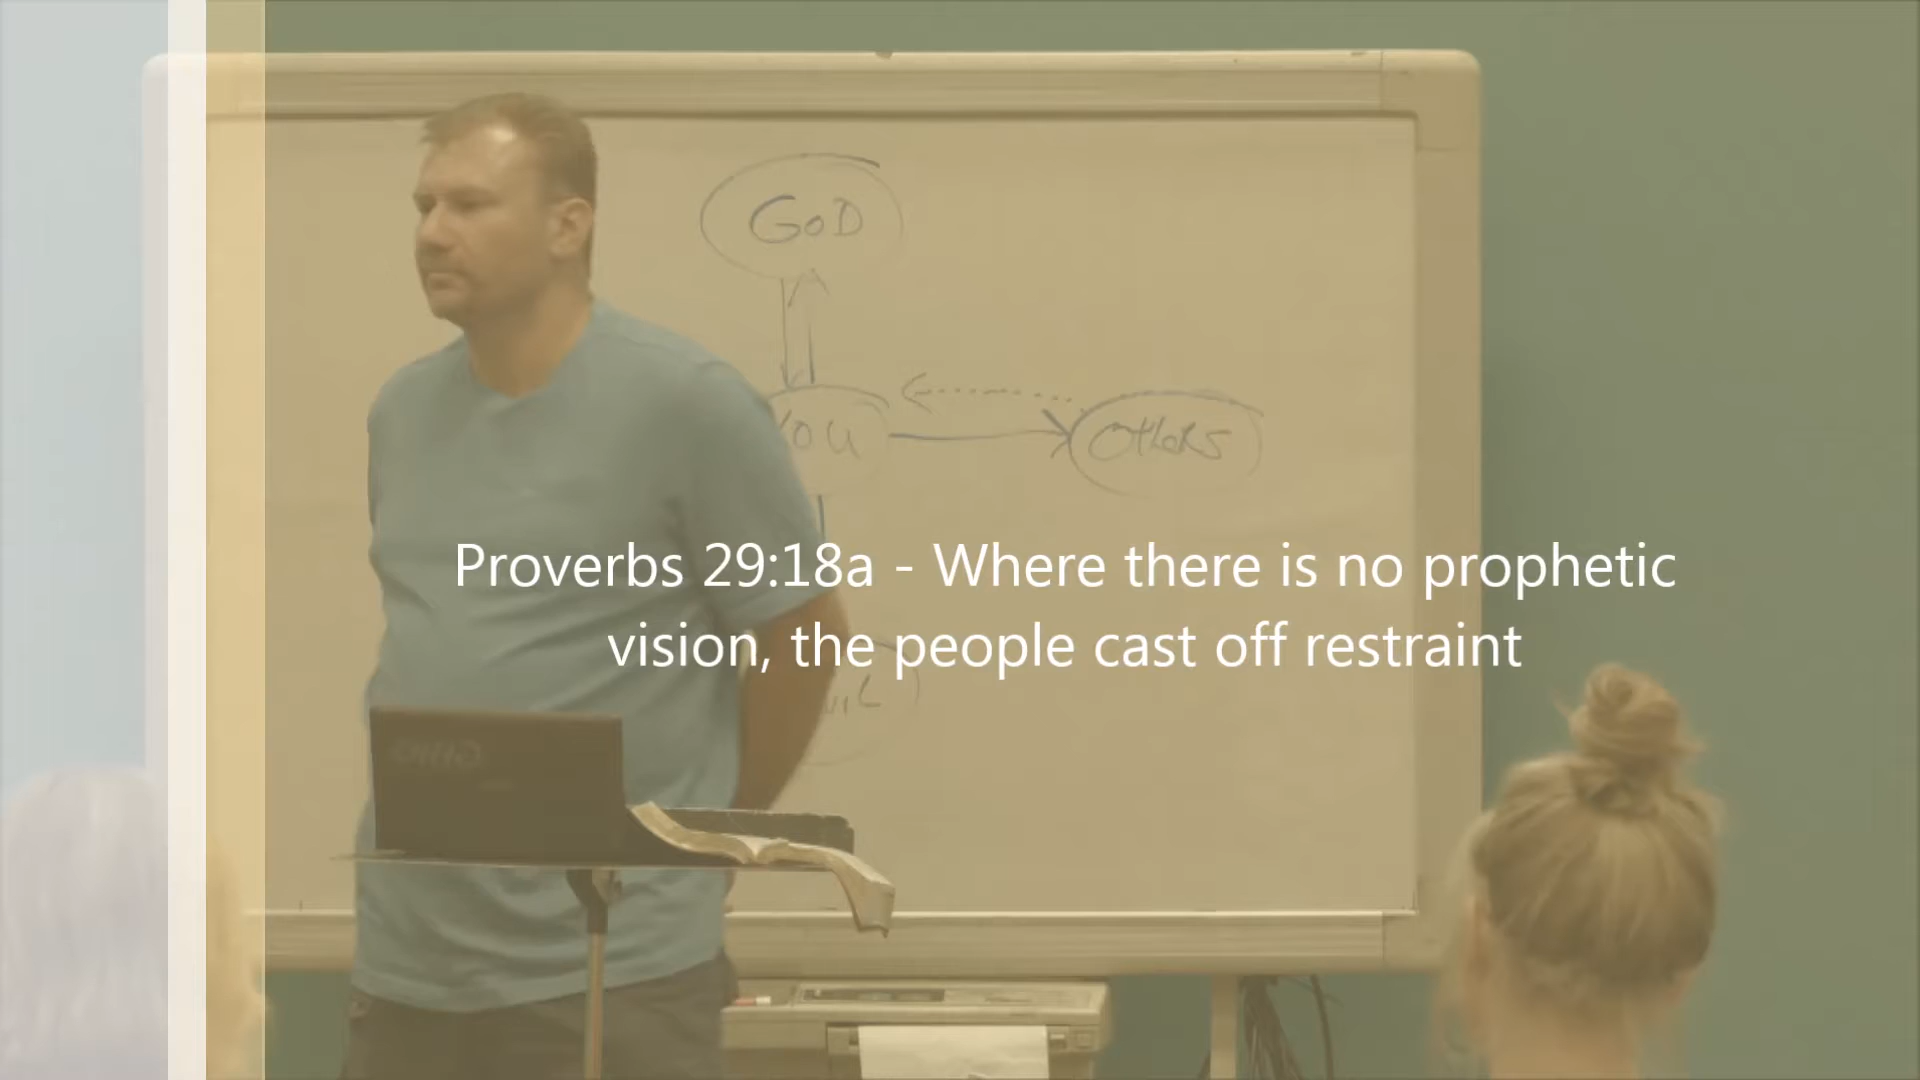 GOD
YOU
OTHERS
Proverbs 29:18a - Where there is no prophetic
vision, the people cast off restraint